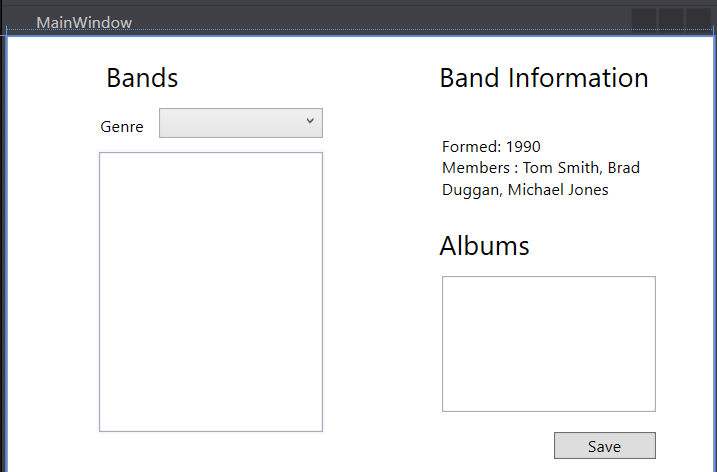 MainWindow
Bands
Band Information
Genre
Formed: 1990
Members : Tom Smith, Brad
Duggan, Michael Jones
Albums
Save